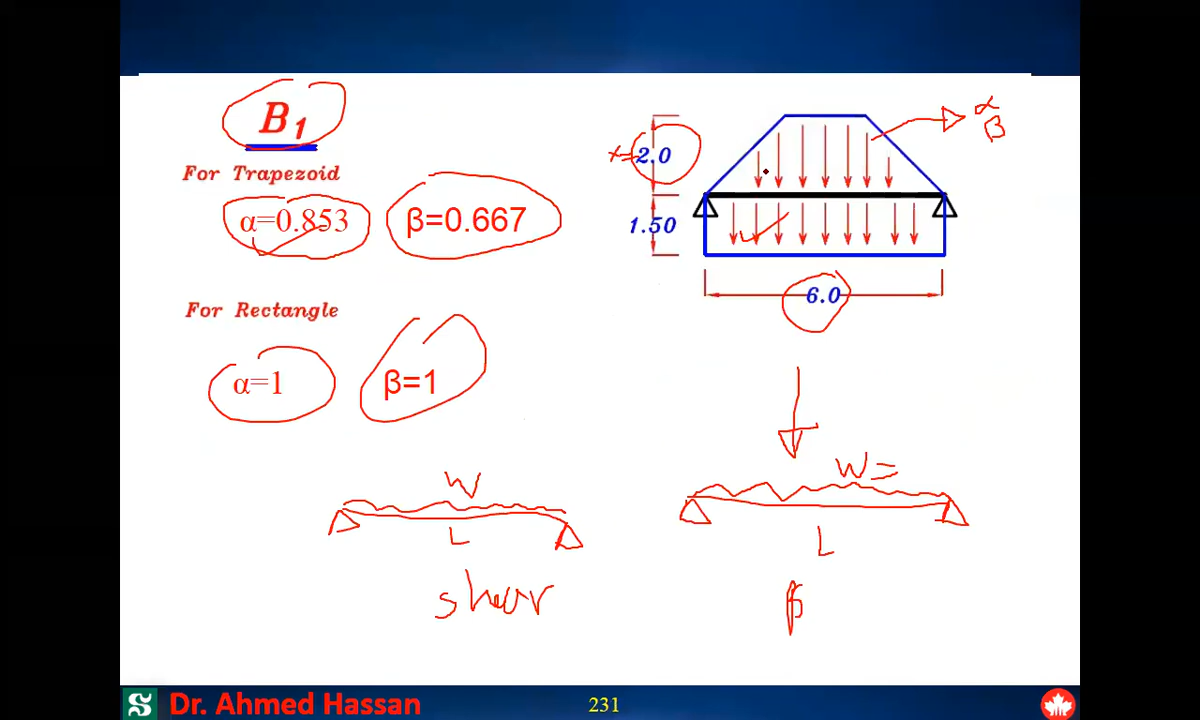 B1
For Trapezoid
α=0.853
β=0.667
For Rectangle
α=1
β=1
x=2.0
1.50
6.0
α
β
W
L
shear
W=
L
β
Dr. Ahmed Hassan
231